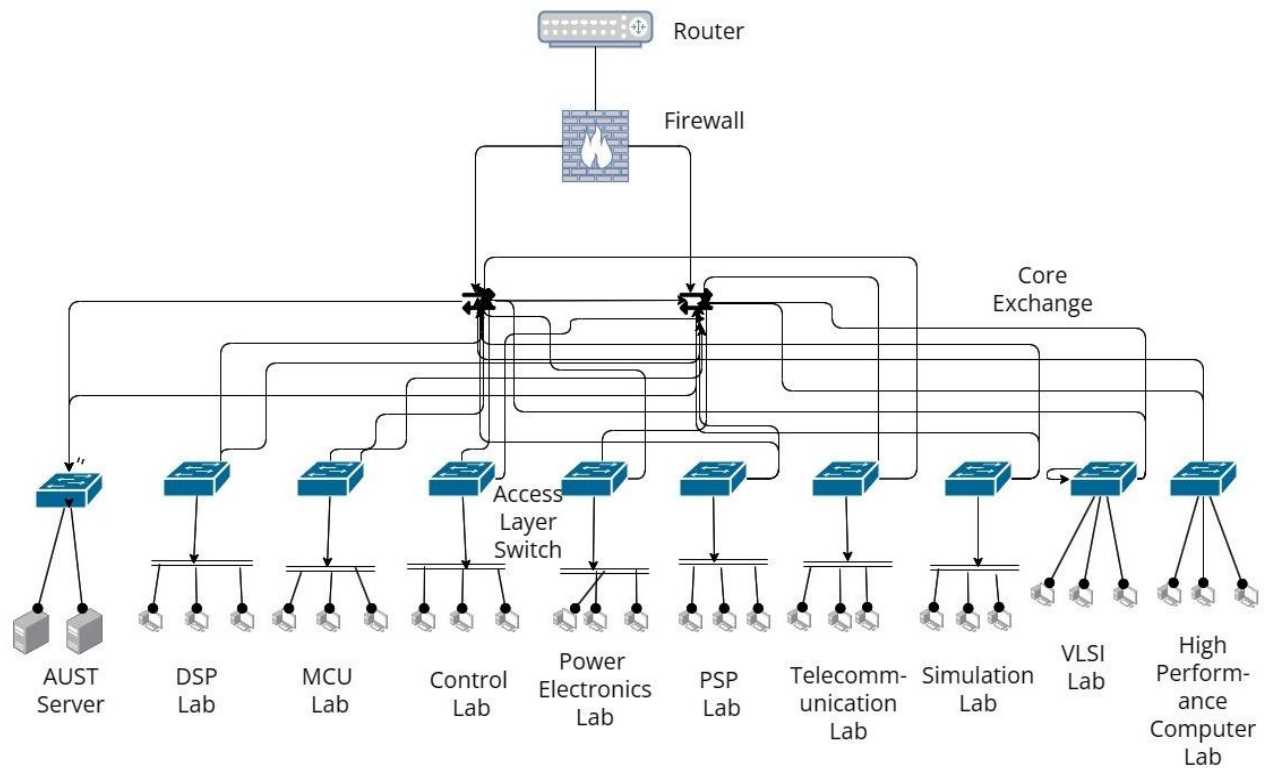 Router
Firewall
Core
Exchange
Access
Layer
Switch
AUST
Server
DSP
Lab
MCU
Lab
Control
Lab
Power
Electronics
Lab
PSP
Lab
Telecomm-
unication
Lab
Simulation
Lab
VLSI
Lab
High
Perform-
ance
Computer
Lab